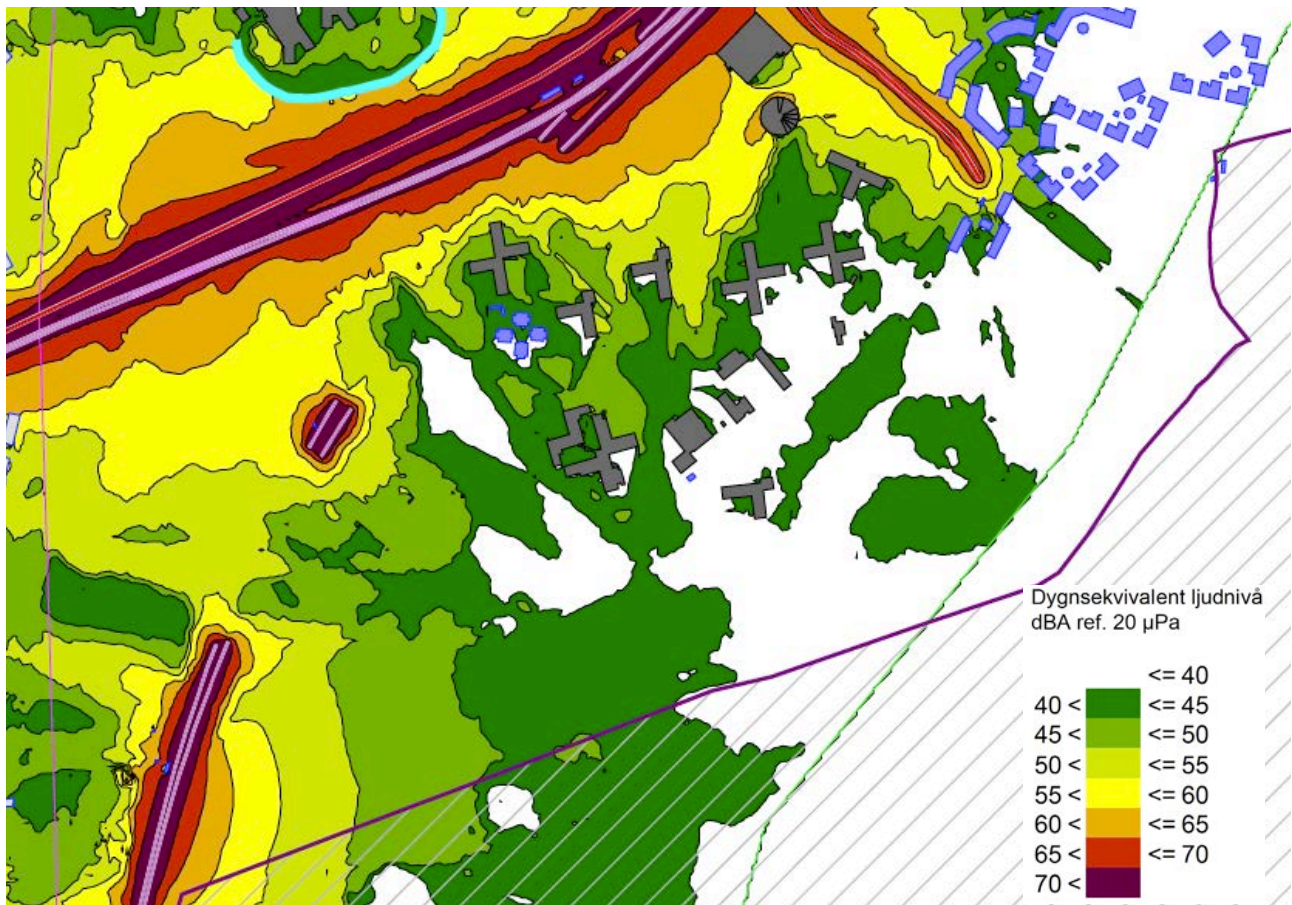 Dygnsekvivalent ljudnivå
dBA ref. 20 µPa
<= 40
40 < <= 45
45 < <= 50
50 < <= 55
55 < <= 60
60 < <= 65
65 < <= 70
70 <